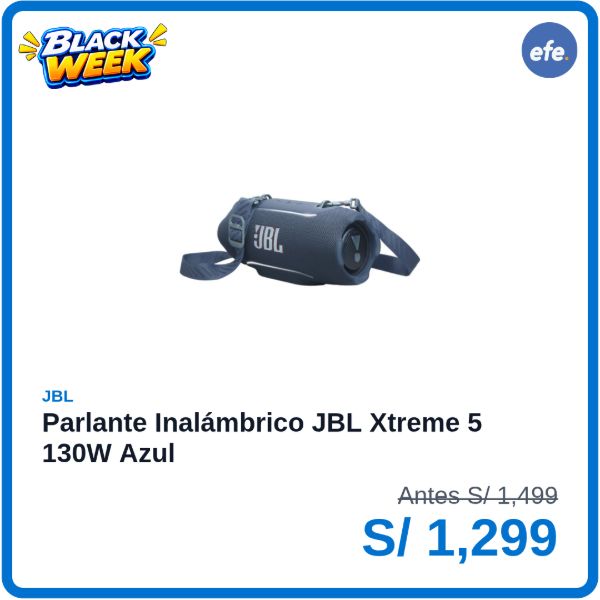 BLACK
WEEK
efe.
JBL
JBL
Parlante Inalámbrico JBL Xtreme 5
130W Azul
Antes S/ 1,499
S/ 1,299